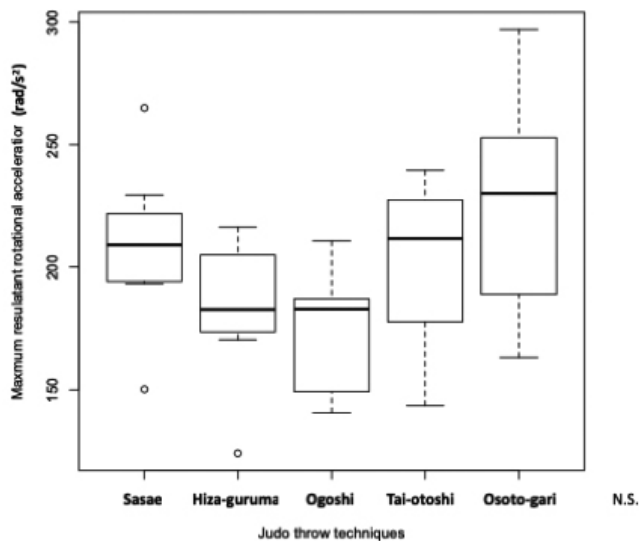 Maxmum resulatant rotational acceleration (rad/s²)
300
250
200
150
Sasae Hiza-guruma Ogoshi Tai-otoshi Osoto-gari N.S.
Judo throw techniques